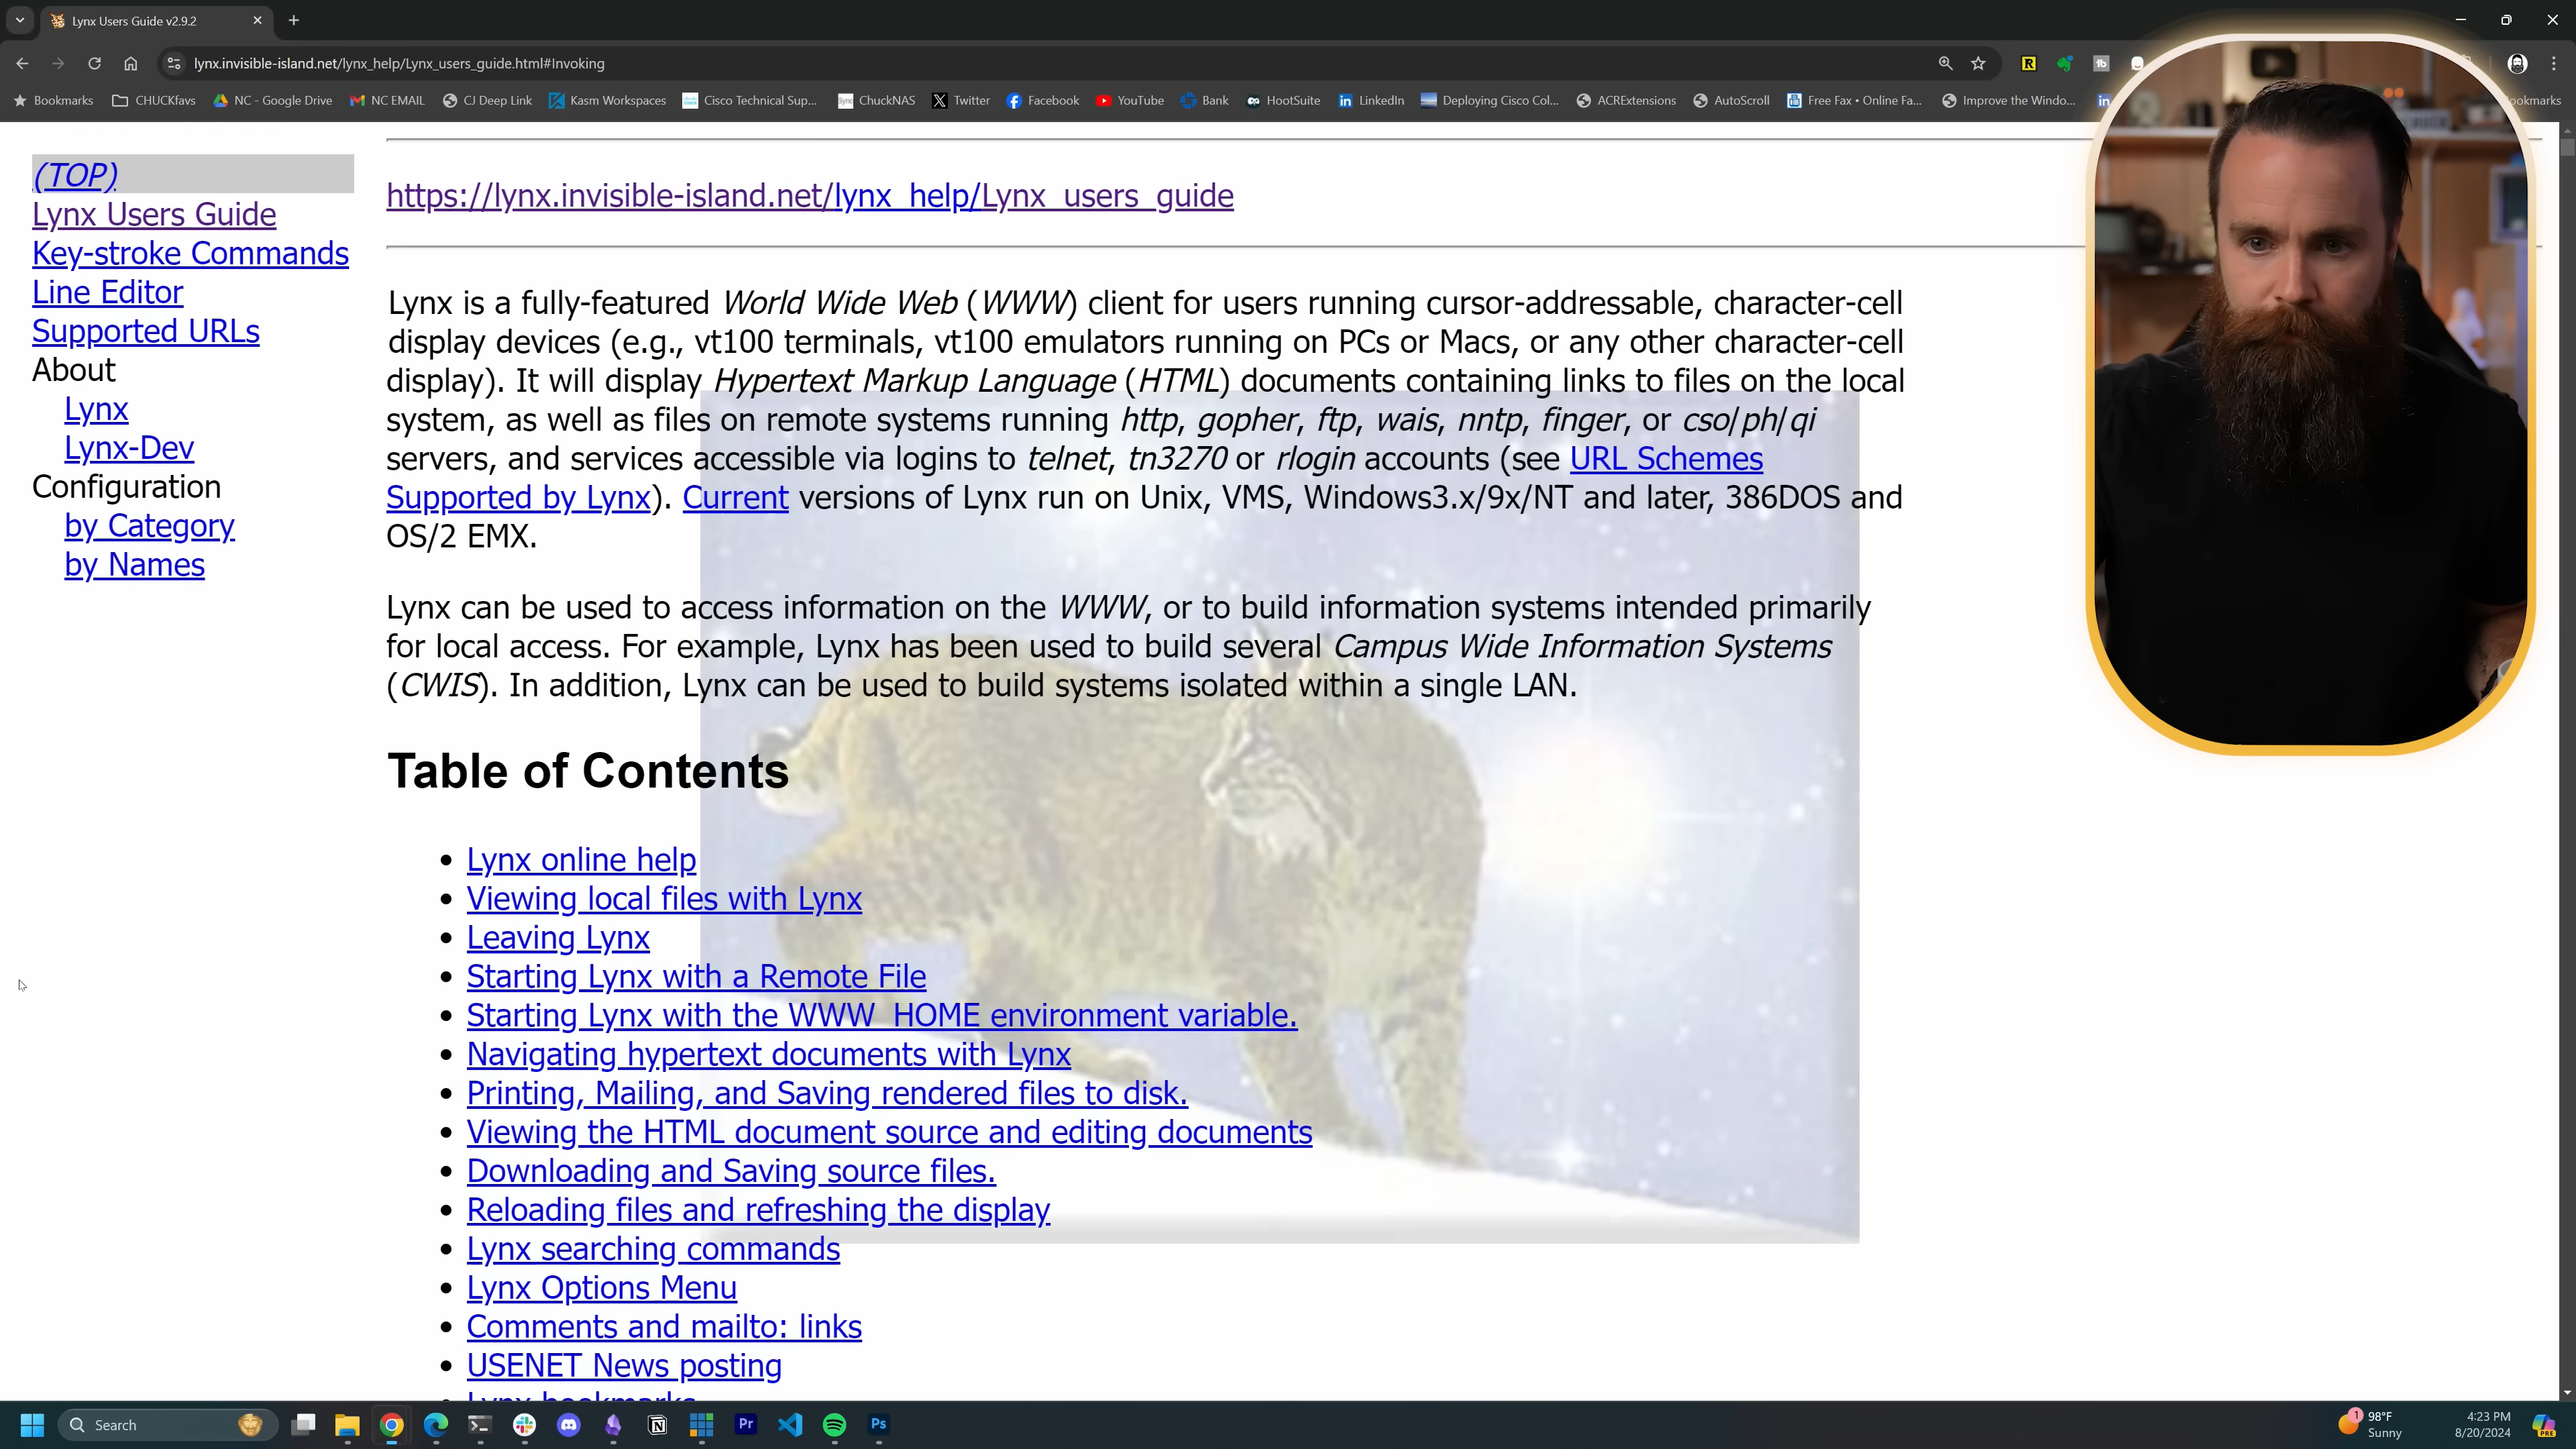 Lynx Users Guide v2.9.2
lynx.invisible-island.net/lynx_help/Lynx_users_guide.html#Invoking
Bookmarks CHUCKfavs NC - Google Drive NC EMAIL CJ Deep Link Kasm Workspaces Cisco Technical Sup... ChuckNAS Twitter Facebook YouTube Bank HootSuite LinkedIn Deploying Cisco Col... ACRExtensions AutoScroll Free Fax • Online Fa... Improve the Windo...
(TOP)
Lynx Users Guide
Key-stroke Commands
Line Editor
Supported URLs
About
Lynx
Lynx-Dev
Configuration
by Category
by Names
https://lynx.invisible-island.net/lynx_help/Lynx_users_guide
Lynx is a fully-featured World Wide Web (WWW) client for users running cursor-addressable, character-cell
display devices (e.g., vt100 terminals, vt100 emulators running on PCs or Macs, or any other character-cell
display). It will display Hypertext Markup Language (HTML) documents containing links to files on the local
system, as well as files on remote systems running http, gopher, ftp, wais, nntp, finger, or cso/ph/qi
servers, and services accessible via logins to telnet, tn3270 or rlogin accounts (see URL Schemes
Supported by Lynx). Current versions of Lynx run on Unix, VMS, Windows3.x/9x/NT and later, 386DOS and
OS/2 EMX.
Lynx can be used to access information on the WWW, or to build information systems intended primarily
for local access. For example, Lynx has been used to build several Campus Wide Information Systems
(CWIS). In addition, Lynx can be used to build systems isolated within a single LAN.
Table of Contents
• Lynx online help
• Viewing local files with Lynx
• Leaving Lynx
• Starting Lynx with a Remote File
• Starting Lynx with the WWW_HOME environment variable.
• Navigating hypertext documents with Lynx
• Printing, Mailing, and Saving rendered files to disk.
• Viewing the HTML document source and editing documents
• Downloading and Saving source files.
• Reloading files and refreshing the display
• Lynx searching commands
• Lynx Options Menu
• Comments and mailto: links
• USENET News posting
• Lynx bookmarks
Search
1
98°F
Sunny
4:23 PM
8/20/2024